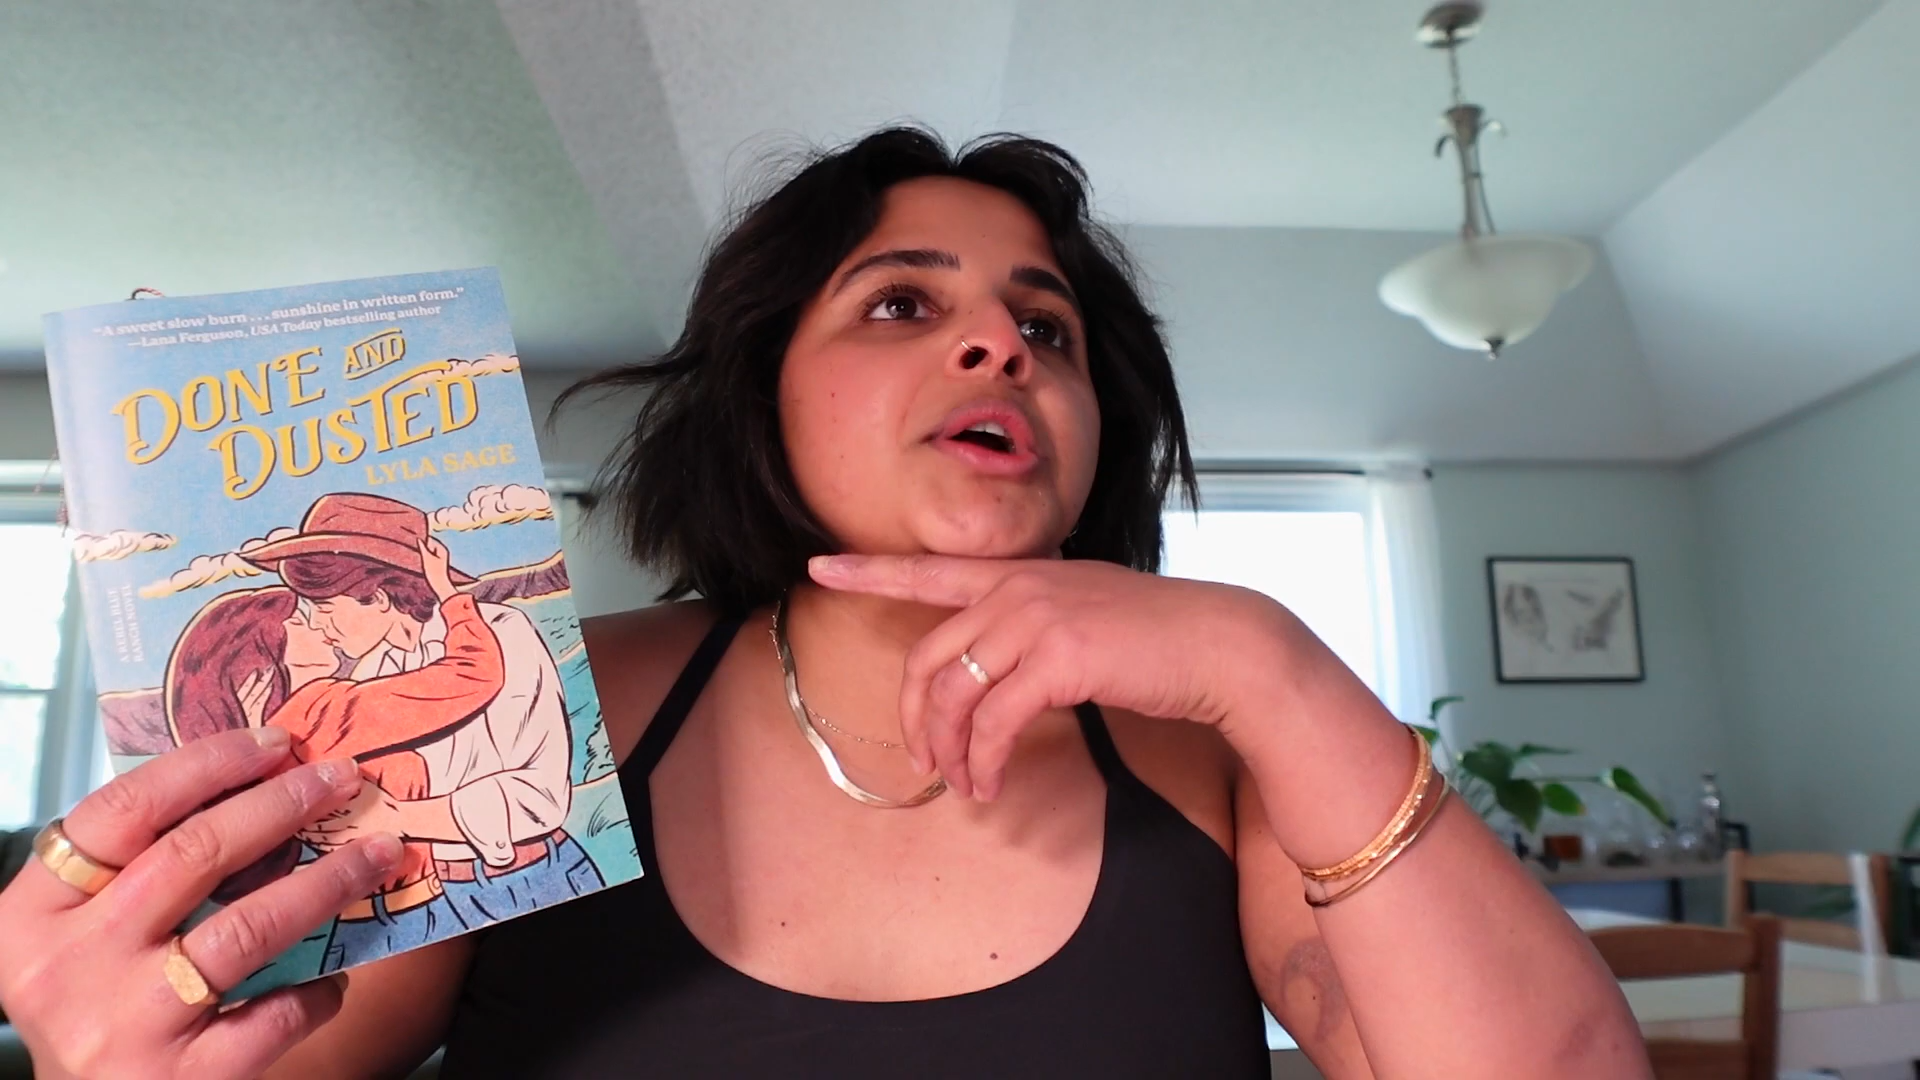 “A sweet slow burn . . . sunshine in written form.”
—Lana Ferguson, USA Today bestselling author
DONE AND
DUSTED
LYLA SAGE
A REBEL BLUE
RANCH NOVEL